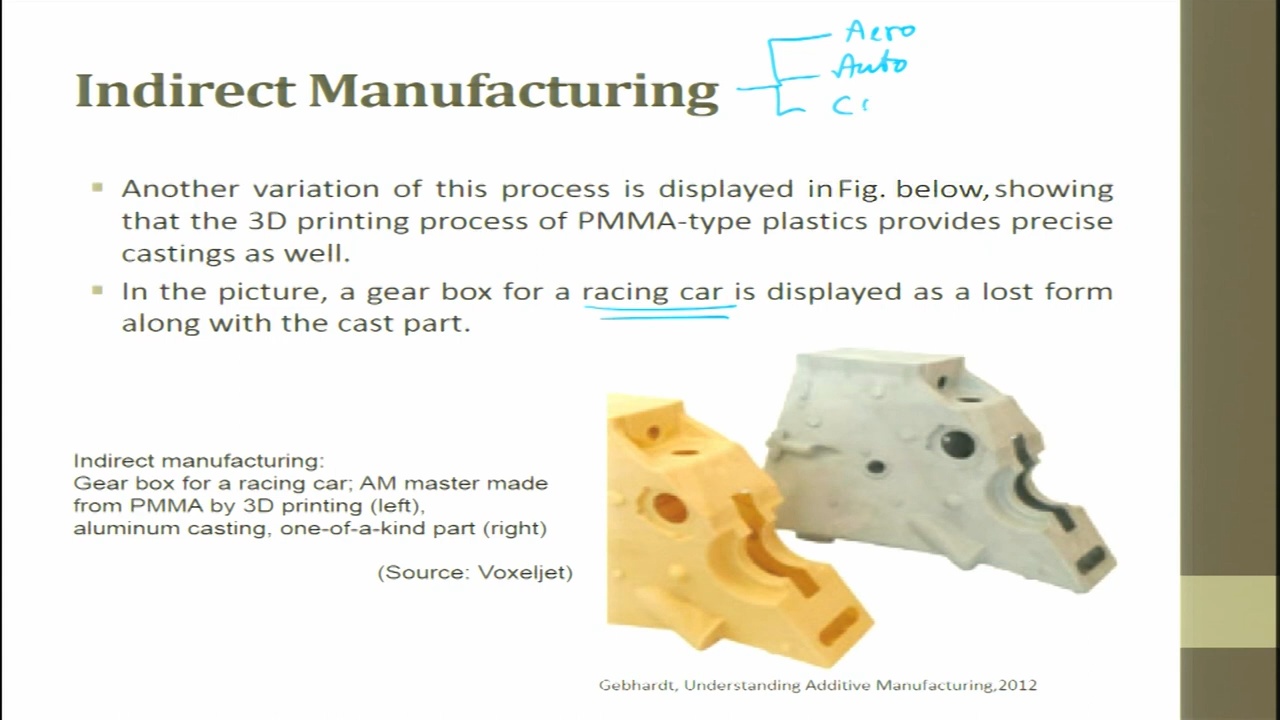 Aero
Auto
Indirect Manufacturing
Another variation of this process is displayed in Fig. below, showing
that the 3D printing process of PMMA-type plastics provides precise
castings as well.
In the picture, a gear box for a racing car is displayed as a lost form
along with the cast part.
Indirect manufacturing:
Gear box for a racing car; AM master made
from PMMA by 3D printing (left),
aluminum casting, one-of-a-kind part (right)
(Source: Voxeljet)
Gebhardt, Understanding Additive Manufacturing,2012